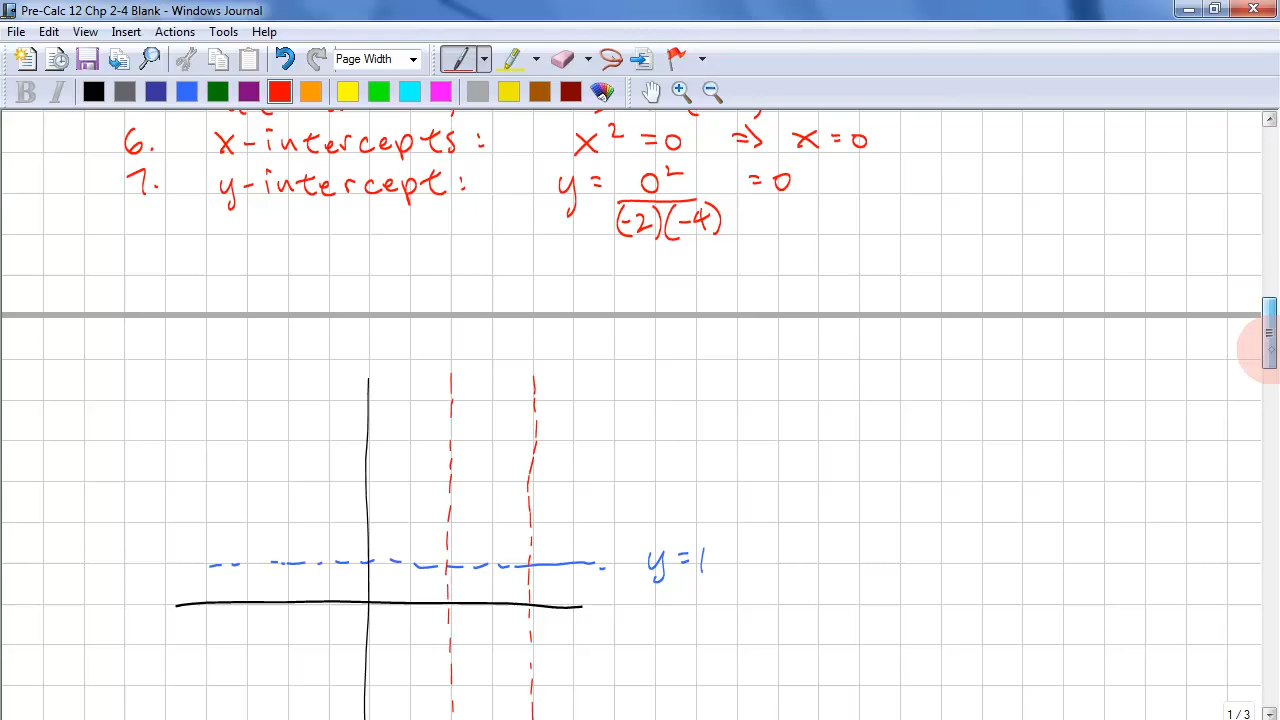 Pre-Calc 12 Chp 2-4 Blank - Windows Journal
File Edit View Insert Actions Tools Help
Page Width
B I
6. x-intercepts: x² = 0 ⇒ x = 0
7. y-intercept: y = 0² = 0
(-2)(-4)
y = 1
1 / 3